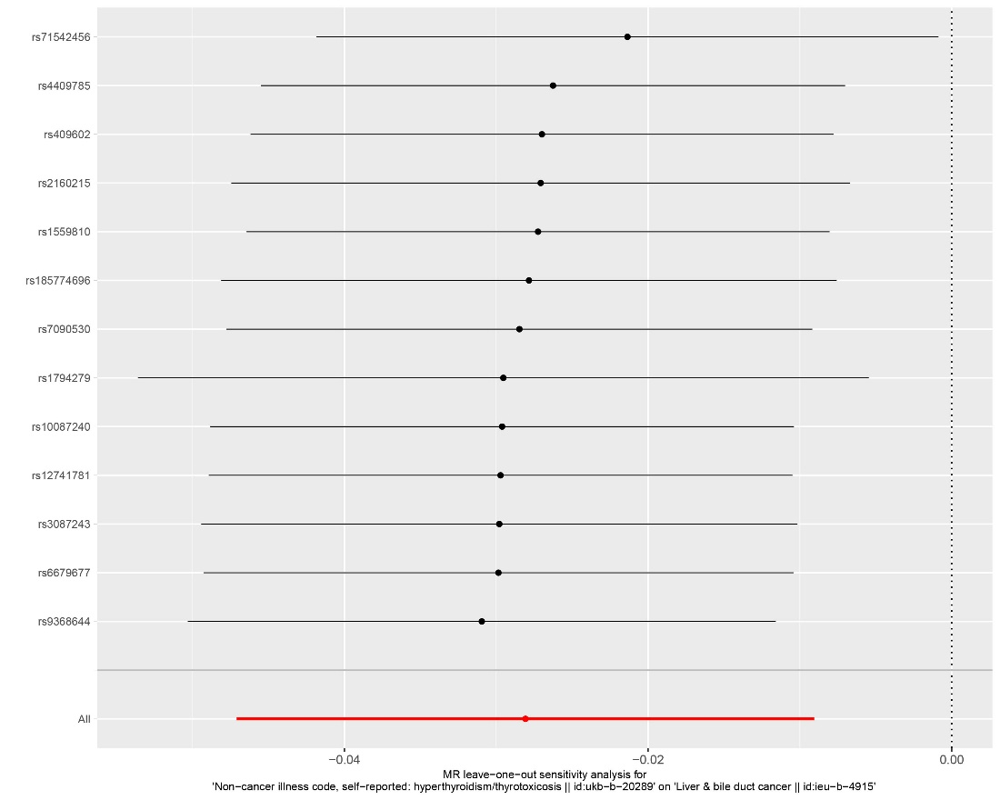 rs71542456
rs4409785
rs409602
rs2160215
rs1559810
rs185774696
rs7090530
rs1794279
rs10087240
rs12741781
rs3087243
rs6679677
rs9368644
All
−0.04 −0.02 0.00
MR leave−one−out sensitivity analysis for
'Non−cancer illness code, self−reported: hyperthyroidism/thyrotoxicosis || id:ukb−b−20289' on 'Liver & bile duct cancer || id:ieu−b−4915'